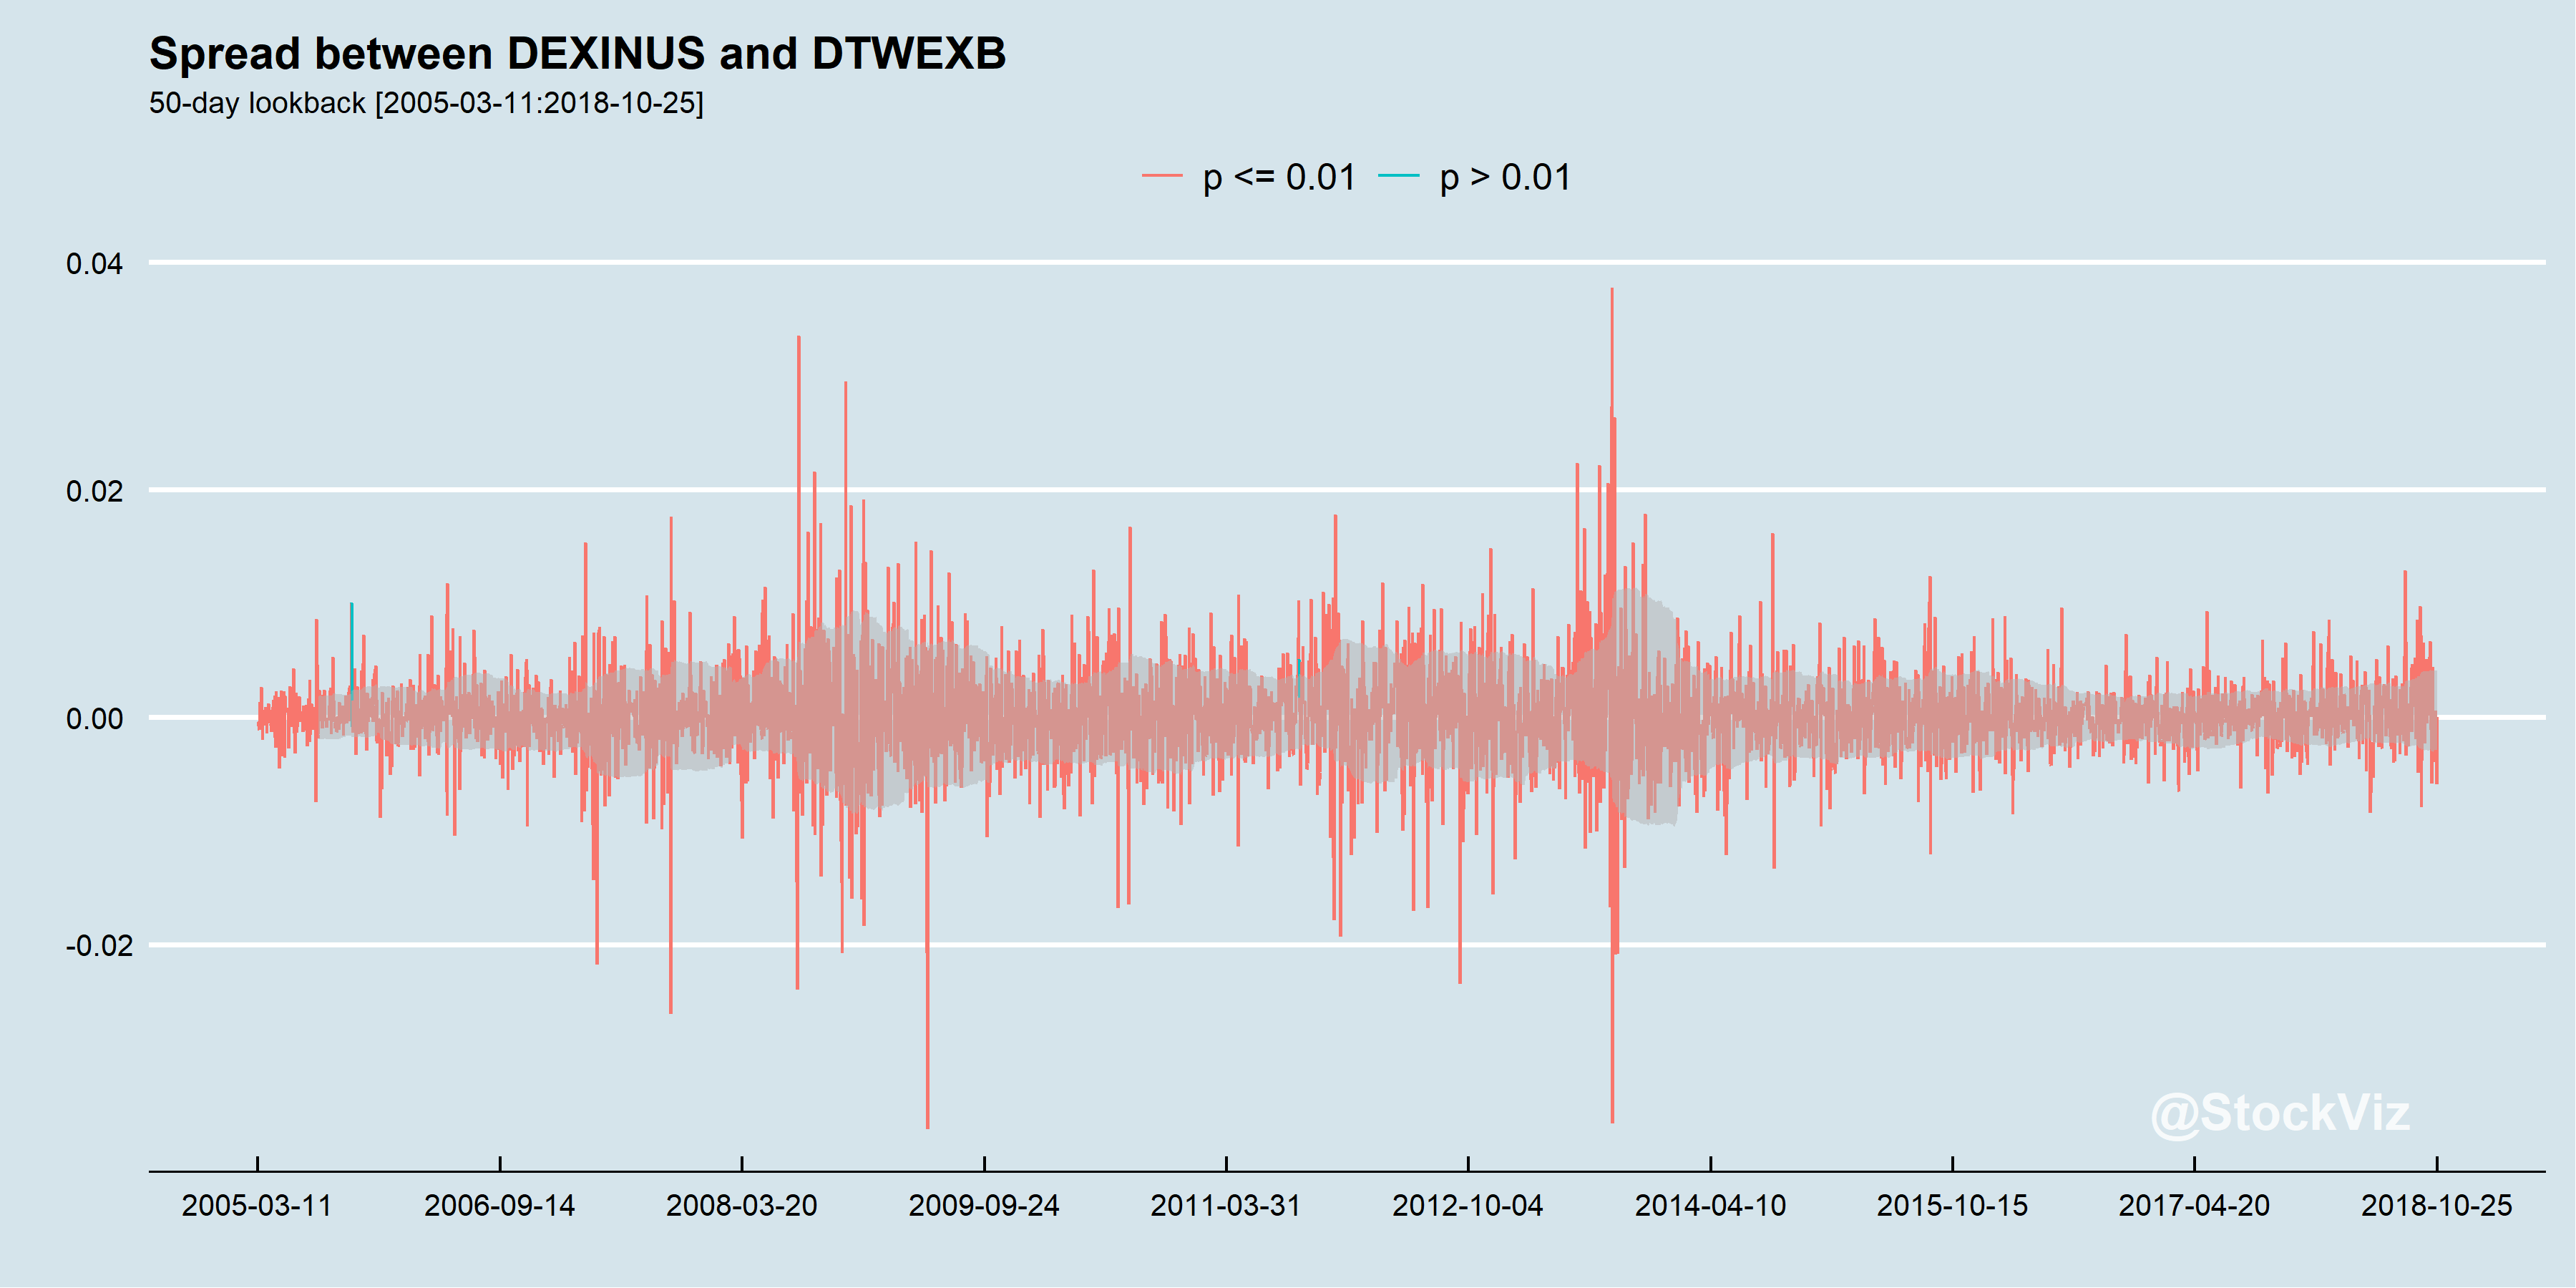 Spread between DEXINUS and DTWEXB
50-day lookback [2005-03-11:2018-10-25]
p <= 0.01 p > 0.01
0.04
0.02
0.00
-0.02
@StockViz
2005-03-11 2006-09-14 2008-03-20 2009-09-24 2011-03-31 2012-10-04 2014-04-10 2015-10-15 2017-04-20 2018-10-25